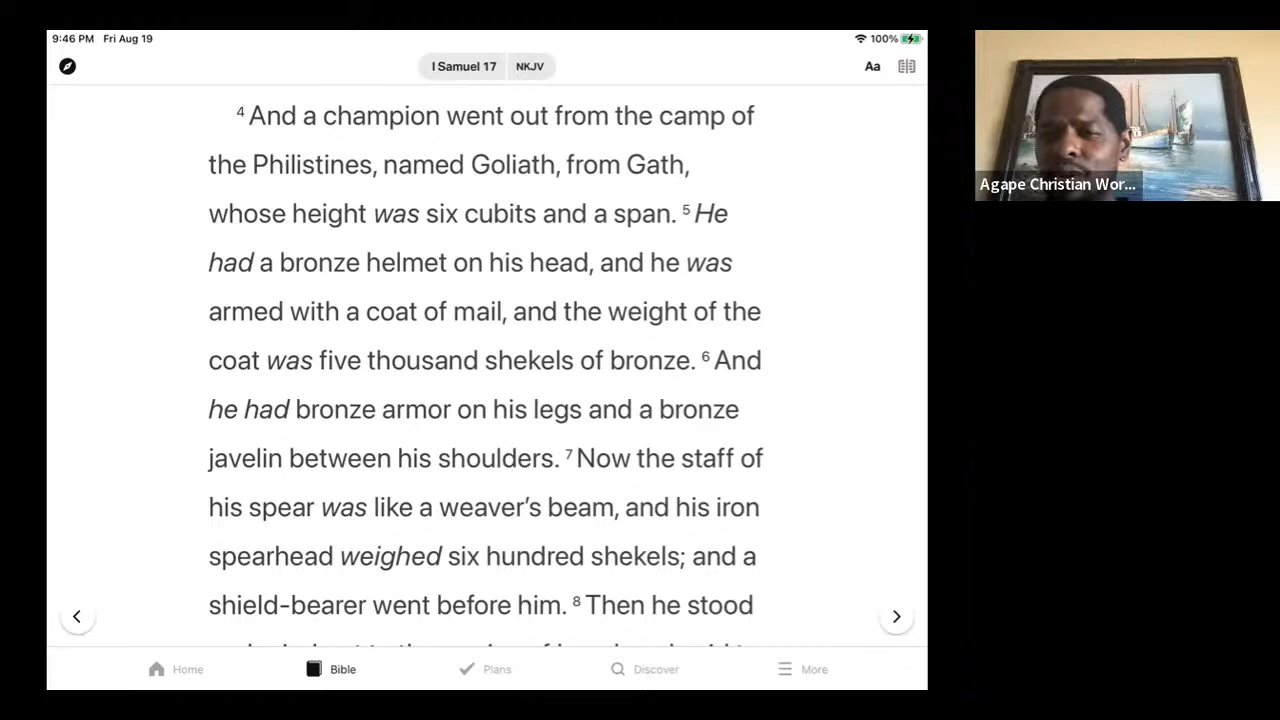 9:46 PM Fri Aug 19
100%
I Samuel 17 NKJV
Aa
4 And a champion went out from the camp of
the Philistines, named Goliath, from Gath,
whose height was six cubits and a span. 5 He
had a bronze helmet on his head, and he was
armed with a coat of mail, and the weight of the
coat was five thousand shekels of bronze. 6 And
he had bronze armor on his legs and a bronze
javelin between his shoulders. 7 Now the staff of
his spear was like a weaver’s beam, and his iron
spearhead weighed six hundred shekels; and a
shield-bearer went before him. 8 Then he stood
Home Bible Plans Discover More
Agape Christian Wor...